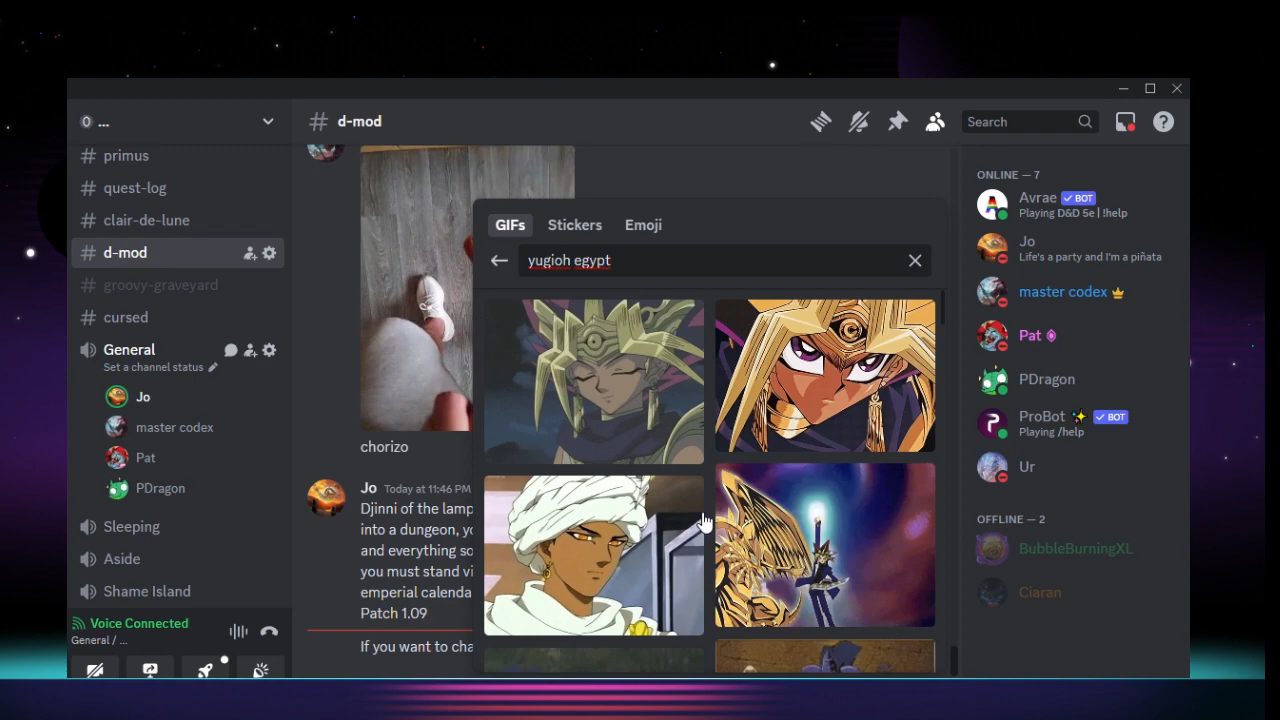 ...
# d-mod
Search
# primus
# quest-log
# clair-de-lune
# d-mod
# groovy-graveyard
# cursed
General
Set a channel status
Jo
master codex
Pat
PDragon
Sleeping
Aside
Shame Island
Voice Connected
General / ...
chorizo
Jo Today at 11:46 PM
Djinni of the lamp
into a dungeon, yo
and everything so
you must stand vi
emperial calenda
Patch 1.09
If you want to cha
GIFs Stickers Emoji
yugioh egypt
ONLINE — 7
Avrae BOT
Playing D&D 5e | !help
Jo
Life's a party and I'm a piñata
master codex
Pat
PDragon
ProBot ✨ BOT
Playing /help
Ur
OFFLINE — 2
BubbleBurningXL
Ciaran